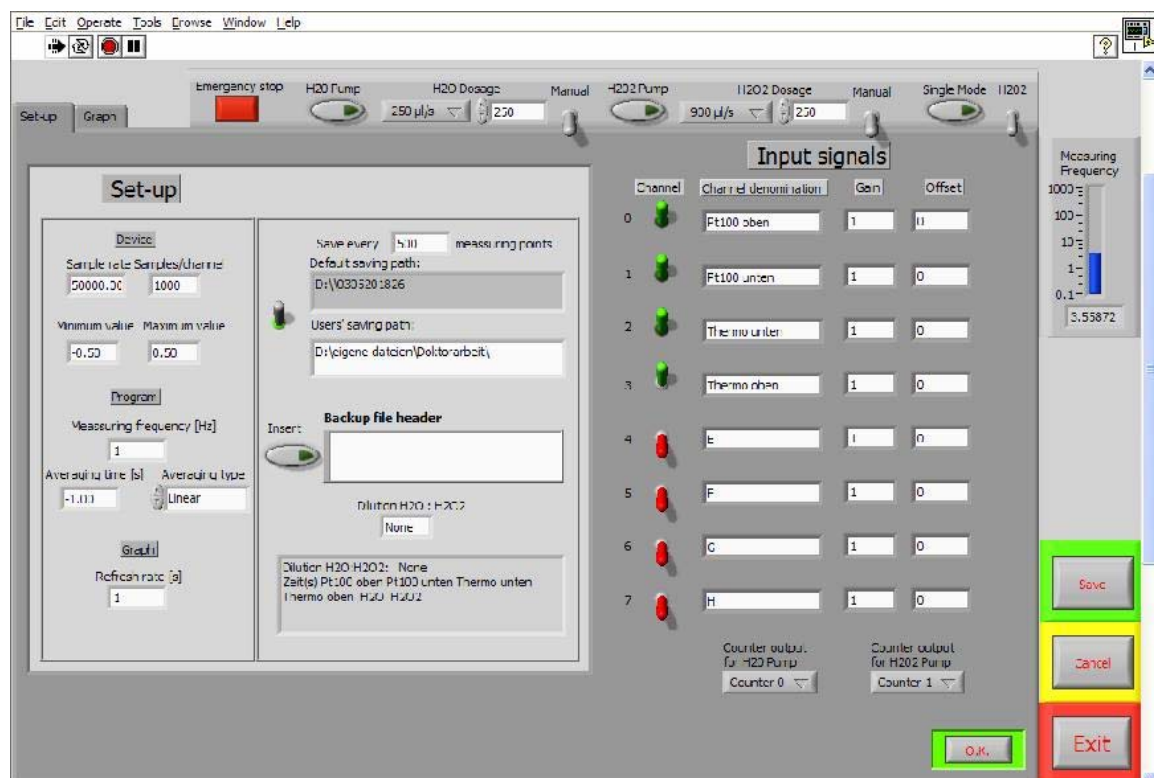 File Edit Operate Tools Browse Window Help
Emergency stop H2O Pump H2O Dosage Manual H2O2 Pump H2O2 Dosage Manual Single Mode H2O2
250 µl/s 250 900 µl/s 250
Set-up Graph
Input signals
Measuring
Frequency
1000
100
10
1
0.1
3.55872
Set-up
Device
Sample rate Samples/channel
50000.00 1000
Minimum value Maximum value
-0.50 0.50
Program
Meassuring frequency [Hz]
1
Averaging time [s] Averaging type
-1.00 Linear
Graph
Refresh rate [s]
1
Save every 500 meassuring points
Default saving path:
D:\\0305201826
Users' saving path:
D:\eigene dateien\Doktorarbeit\
Insert
Backup file header
Dilution H2O : H2O2
None
Dilution H2O:H2O2: None
Zeit(s) Pt100 oben Pt100 unten Thermo unten
Thermo oben H2O H2O2
Channel Channel denomination Gain Offset
0 Pt100 oben 1 0
1 Pt100 unten 1 0
2 Thermo unten 1 0
3 Thermo oben 1 0
4 E 1 0
5 F 1 0
6 G 1 0
7 H 1 0
Counter output
for H2O Pump
Counter 0
Counter output
for H2O2 Pump
Counter 1
Save
Cancel
O.K.
Exit